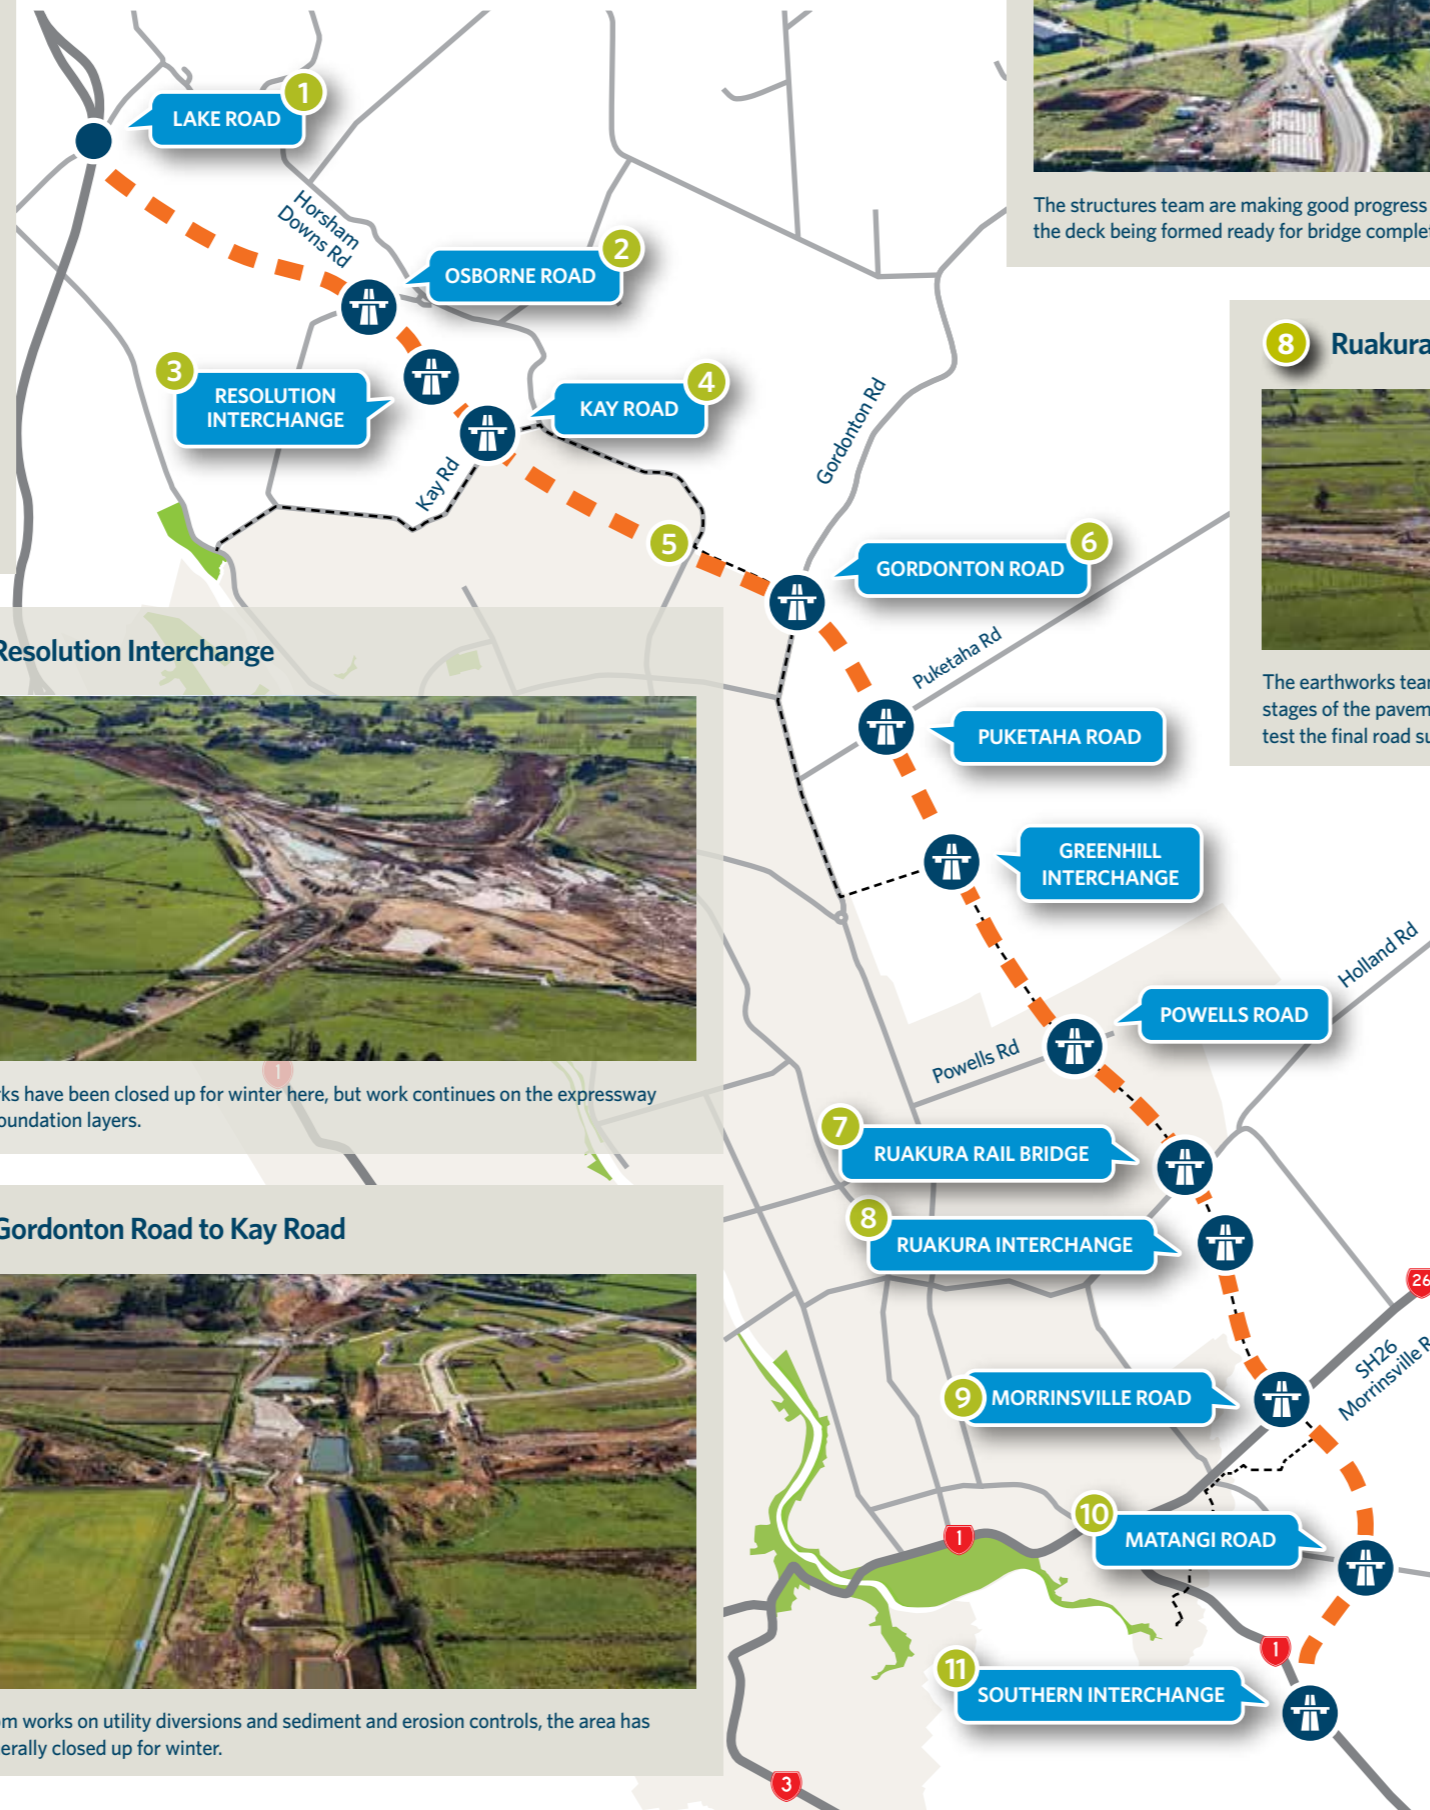 1
LAKE ROAD
Horsham
Downs Rd
2
OSBORNE ROAD
3
RESOLUTION
INTERCHANGE
4
KAY ROAD
Kay Rd
5
Gordonton Rd
6
GORDONTON ROAD
Puketaha Rd
PUKETAHA ROAD
GREENHILL
INTERCHANGE
Holland Rd
POWELLS ROAD
Powells Rd
7
RUAKURA RAIL BRIDGE
8
RUAKURA INTERCHANGE
26
SH26
Morrinsville R
9
MORRINSVILLE ROAD
10
MATANGI ROAD
1
1
11
SOUTHERN INTERCHANGE
3
1
The structures team are making good progress
the deck being formed ready for bridge complet
8 Ruakura
The earthworks tea
stages of the pavem
test the final road su
Resolution Interchange
ks have been closed up for winter here, but work continues on the expressway
oundation layers.
Gordonton Road to Kay Road
om works on utility diversions and sediment and erosion controls, the area has
erally closed up for winter.